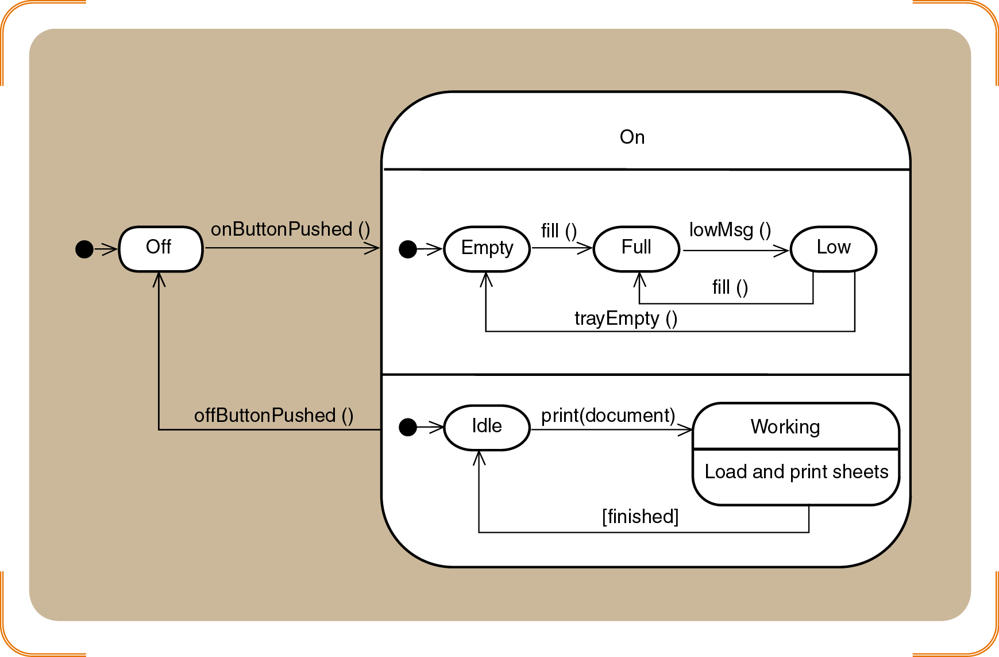 On
Off
onButtonPushed ()
Empty
fill ()
Full
lowMsg ()
Low
fill ()
trayEmpty ()
offButtonPushed ()
Idle
print(document)
Working
Load and print sheets
[finished]